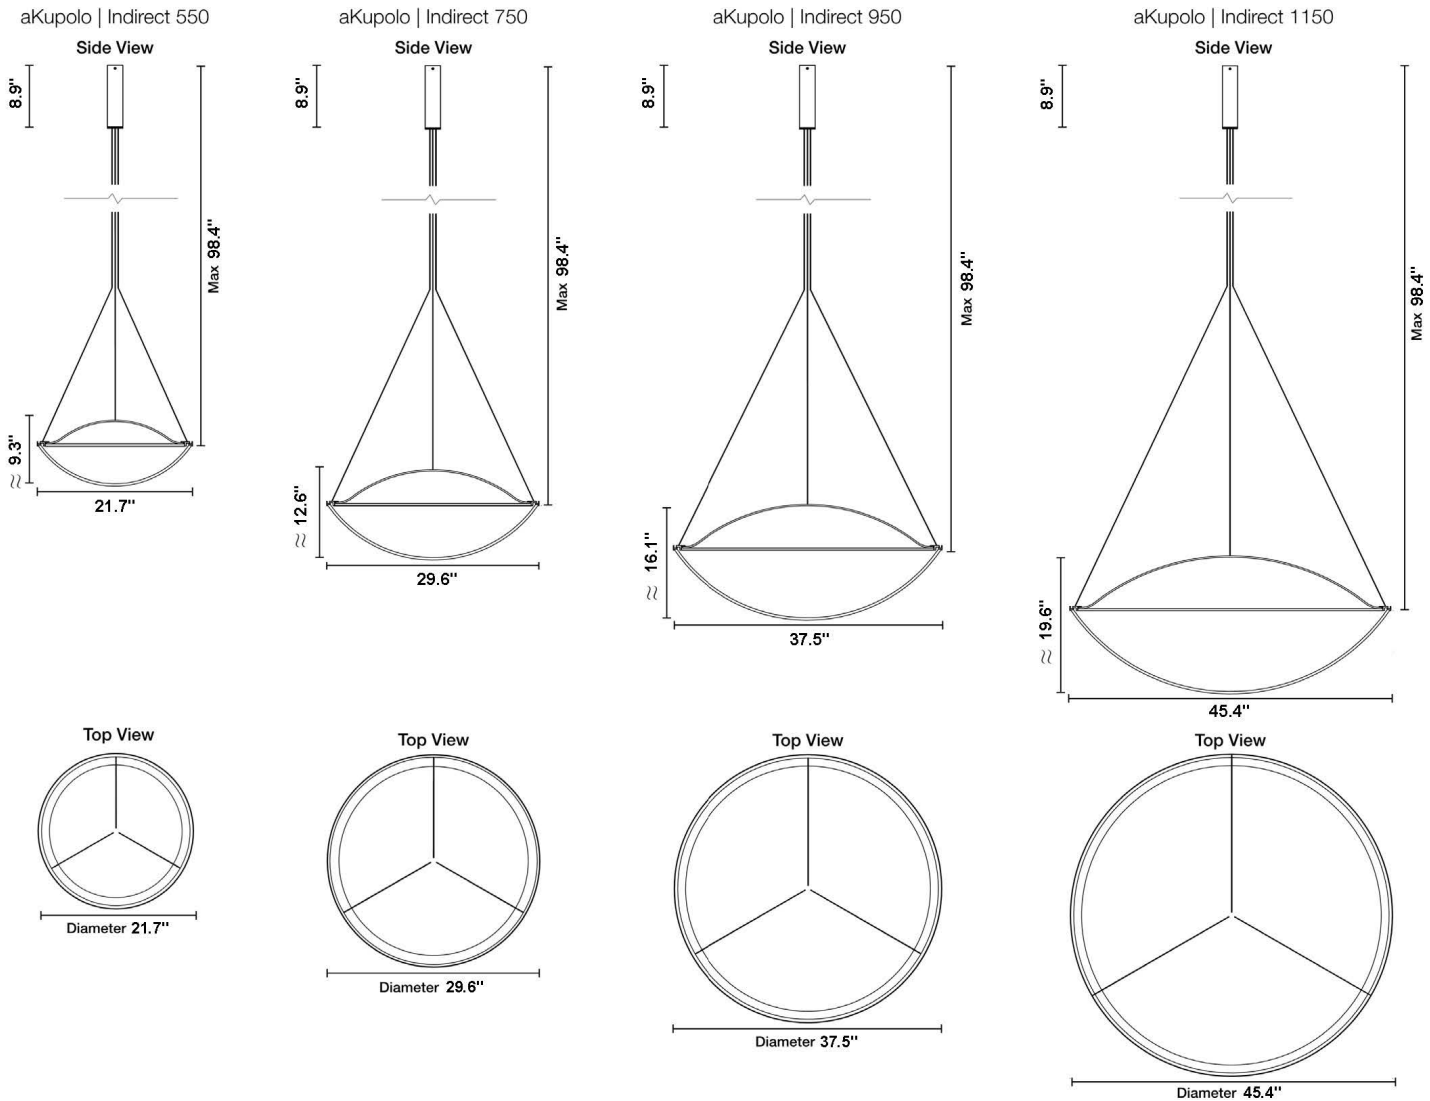 aKupolo | Indirect 550
Side View
8.9"
Max 98.4"
≈ 9.3"
21.7"
Top View
Diameter 21.7"
aKupolo | Indirect 750
Side View
8.9"
Max 98.4"
≈ 12.6"
29.6"
Top View
Diameter 29.6"
aKupolo | Indirect 950
Side View
8.9"
Max 98.4"
≈ 16.1"
37.5"
Top View
Diameter 37.5"
aKupolo | Indirect 1150
Side View
8.9"
Max 98.4"
≈ 19.6"
45.4"
Top View
Diameter 45.4"